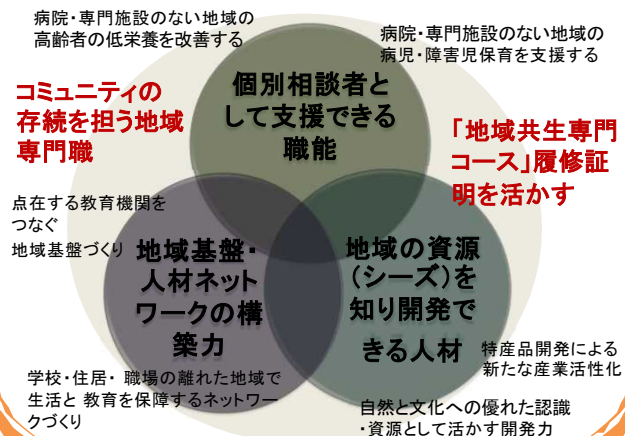 病院・専門施設のない地域の
高齢者の低栄養を改善する
病院・専門施設のない地域の
病児・障害児保育を支援する
コミュニティの
存続を担う地域
専門職
個別相談者と
して支援できる
職能
「地域共生専門
コース」履修証
明を活かす
点在する教育機関を
つなぐ
地域基盤づくり
地域基盤・
人材ネット
ワークの構
築力
地域の資源
（シーズ）を
知り開発で
きる人材
特産品開発による
新たな産業活性化
学校・住居・ 職場の離れた地域で
生活と 教育を保障するネットワー
クづくり
自然と文化への優れた認識
・資源として活かす開発力